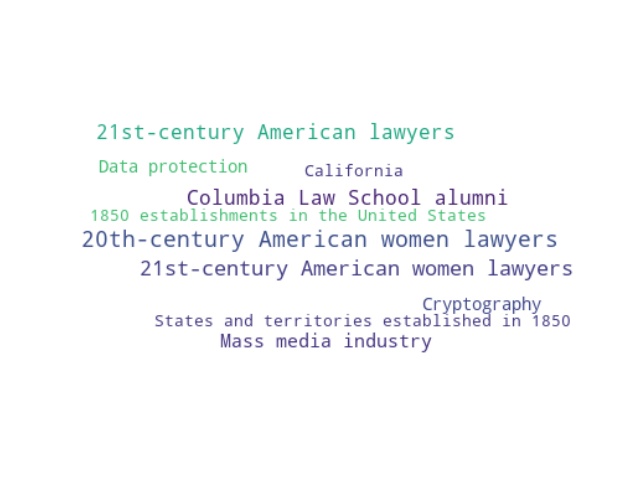 21st-century American lawyers
Data protection
California
Columbia Law School alumni
1850 establishments in the United States
20th-century American women lawyers
21st-century American women lawyers
Cryptography
States and territories established in 1850
Mass media industry